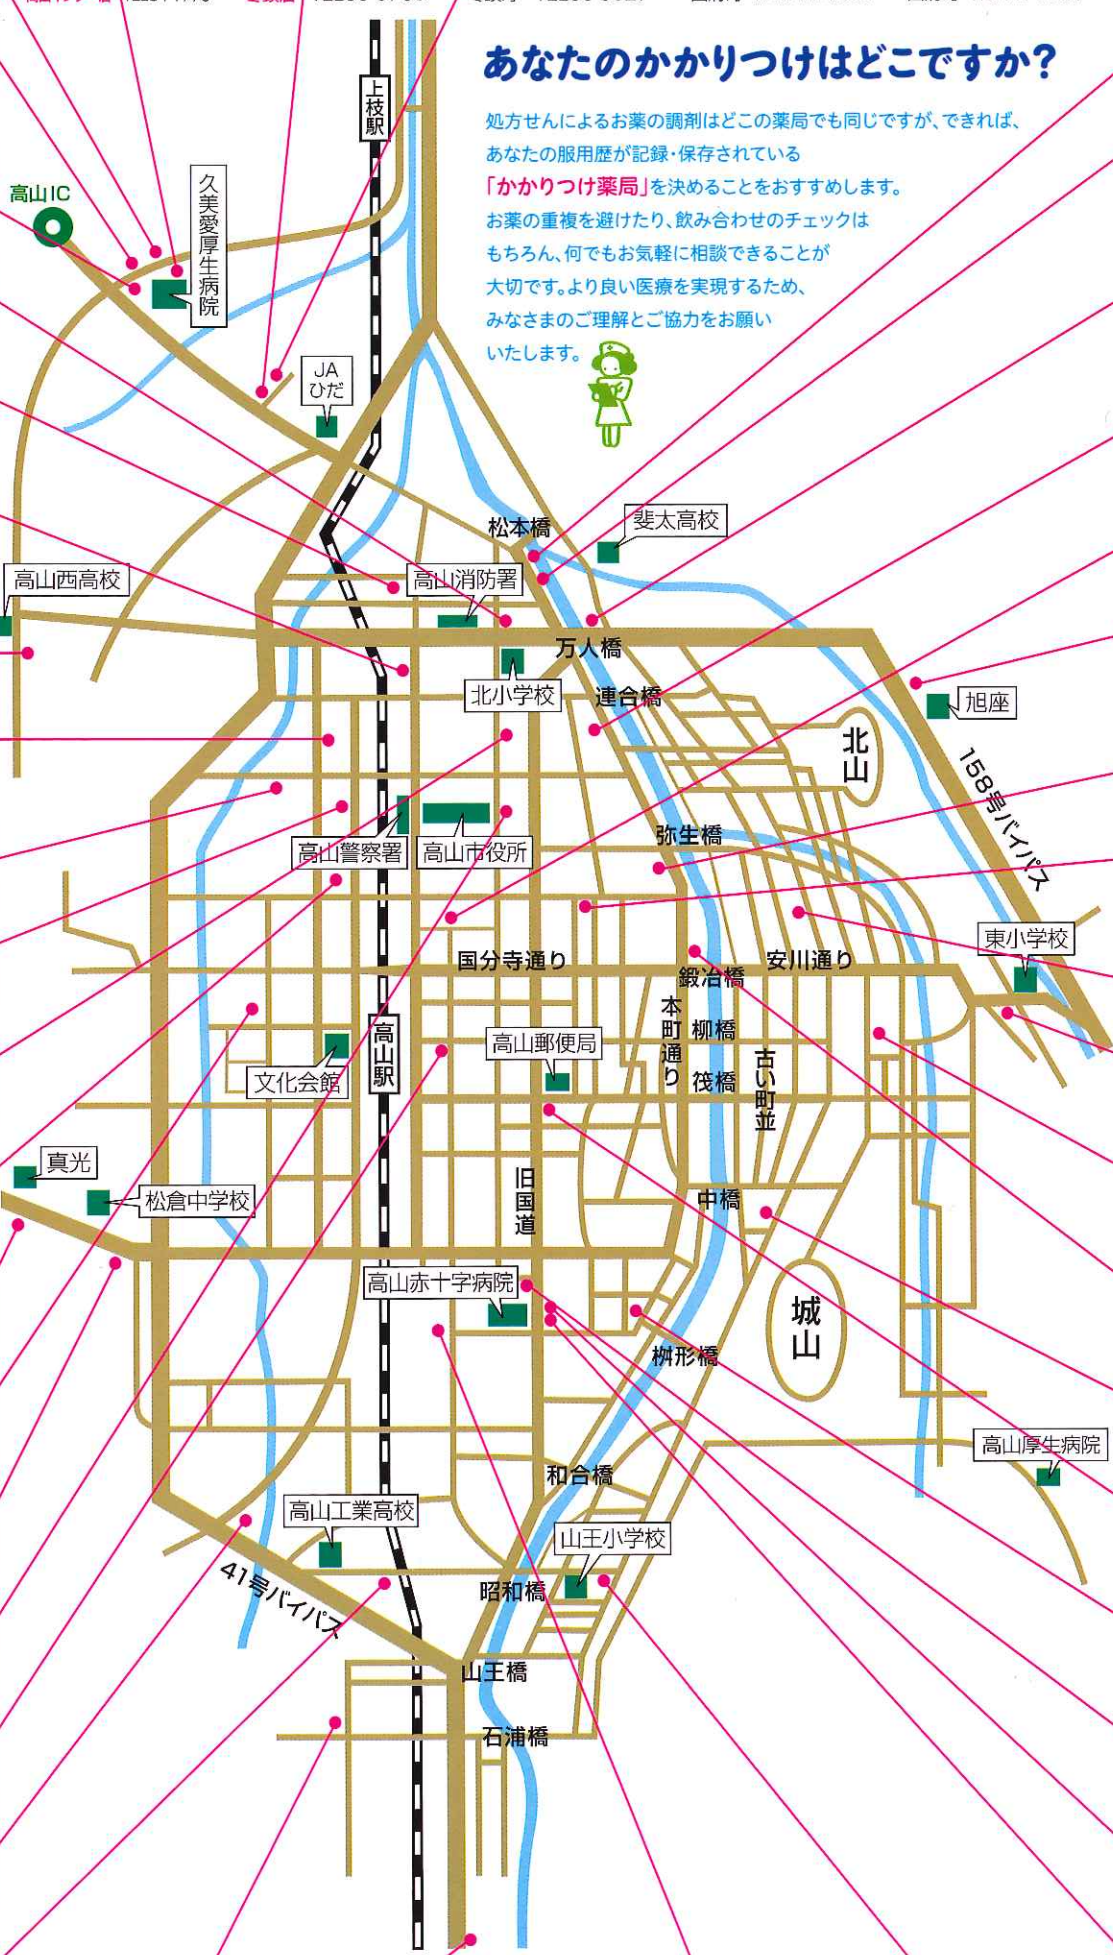 あなたのかかりつけはどこですか?
処方せんによるお薬の調剤はどこの薬局でも同じですが、できれば、
あなたの服用歴が記録・保存されている
「かかりつけ薬局」を決めることをおすすめします。
お薬の重複を避けたり、飲み合わせのチェックは
もちろん、何でもお気軽に相談できることが
大切です。より良い医療を実現するため、
みなさまのご理解とご協力をお願い
いたします。
上枝駅
高山IC
久美愛厚生病院
JA
ひだ
松本橋
斐太高校
高山西高校
高山消防署
万人橋
北小学校
連合橋
旭座
北山
158号バイパス
弥生橋
高山警察署
高山市役所
東小学校
国分寺通り
安川通り
鍛冶橋
本町通り
柳橋
高山駅
高山郵便局
古い町並
文化会館
筏橋
真光
松倉中学校
旧国道
中橋
高山赤十字病院
城山
桝形橋
高山厚生病院
和合橋
高山工業高校
山王小学校
41号バイパス
昭和橋
山王橋
石浦橋